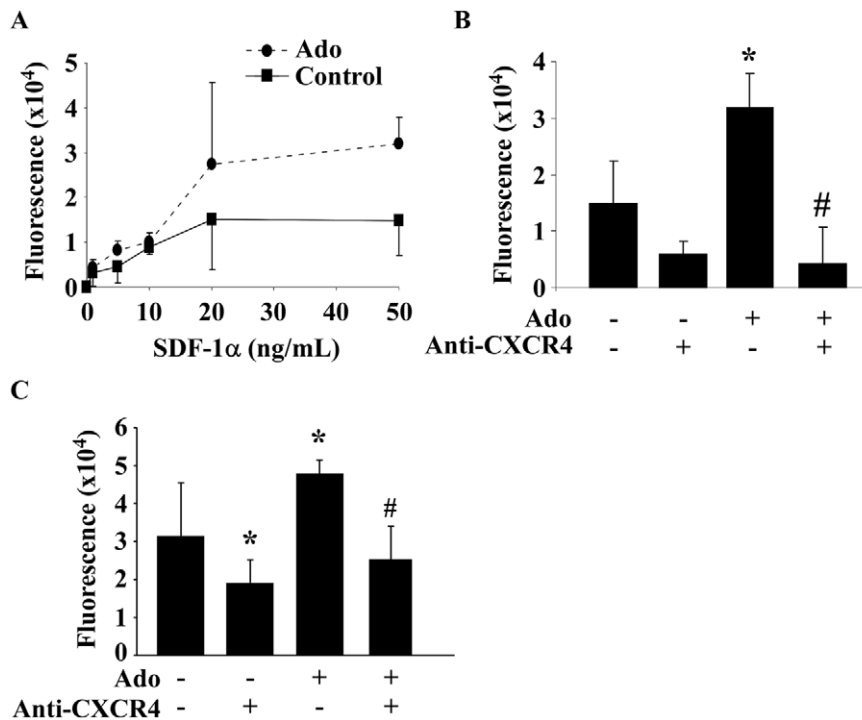 A
Ado
Control
Fluorescence (x10⁴)
5
4
3
2
1
0
0 10 20 30 40 50
SDF-1α (ng/mL)
B
Fluorescence (x10⁴)
4
3
2
1
0
*
#
Ado - - + +
Anti-CXCR4 - + - +
C
Fluorescence (x10⁴)
6
5
4
3
2
1
0
*
*
#
Ado - - + +
Anti-CXCR4 - + - +